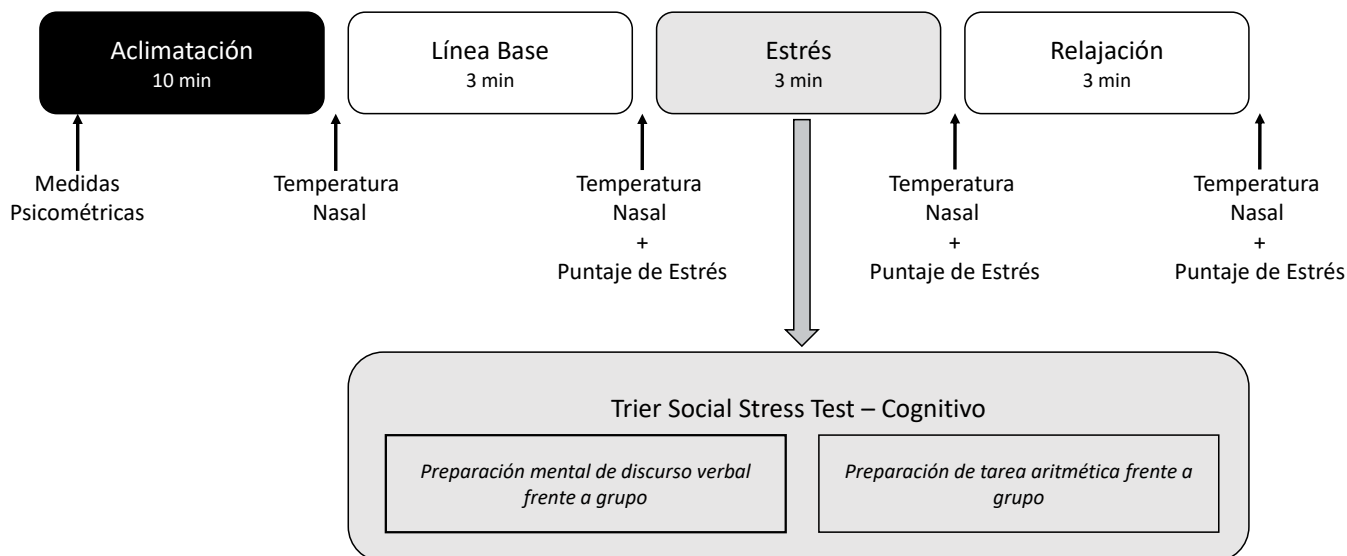 Aclimatación
10 min
Línea Base
3 min
Estrés
3 min
Relajación
3 min
Medidas
Psicométricas
Temperatura
Nasal
Temperatura
Nasal
+
Puntaje de Estrés
Temperatura
Nasal
+
Puntaje de Estrés
Temperatura
Nasal
+
Puntaje de Estrés
Trier Social Stress Test – Cognitivo
Preparación mental de discurso verbal
frente a grupo
Preparación de tarea aritmética frente a
grupo